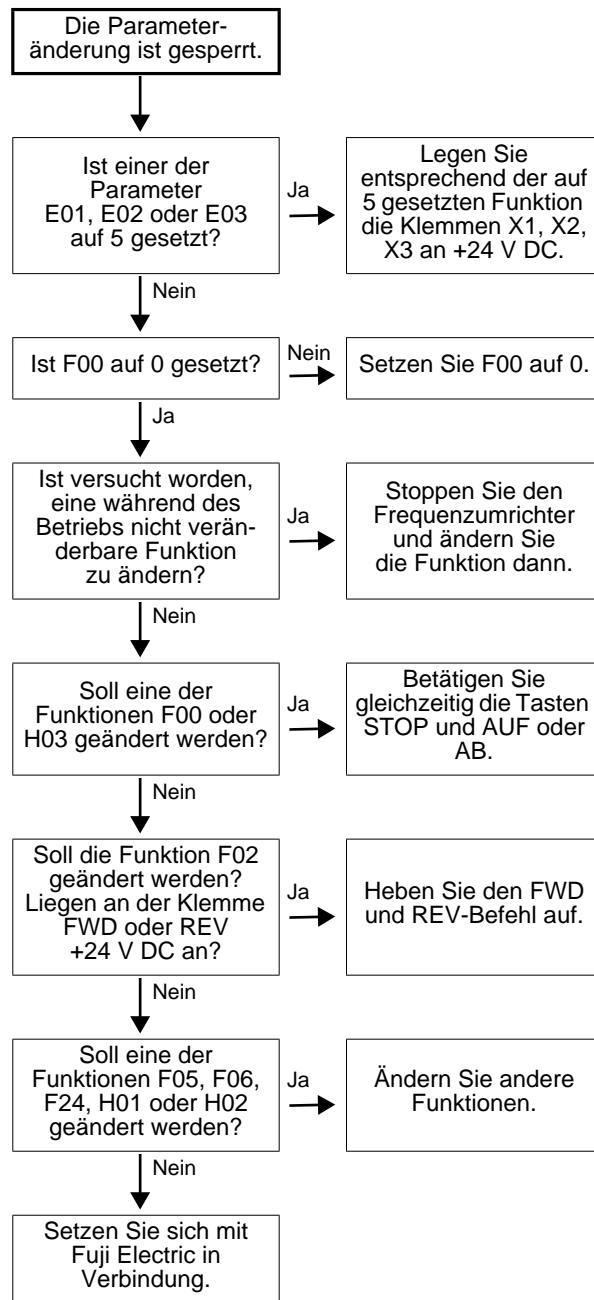 Die Parameter-
änderung ist gesperrt.
Ist einer der
Parameter
E01, E02 oder E03
auf 5 gesetzt?
Ja
Legen Sie
entsprechend der auf
5 gesetzten Funktion
die Klemmen X1, X2,
X3 an +24 V DC.
Nein
Ist F00 auf 0 gesetzt?
Nein
Setzen Sie F00 auf 0.
Ja
Ist versucht worden,
eine während des
Betriebs nicht verän-
derbare Funktion
zu ändern?
Ja
Stoppen Sie den
Frequenzumrichter
und ändern Sie
die Funktion dann.
Nein
Soll eine der
Funktionen F00 oder
H03 geändert werden?
Ja
Betätigen Sie
gleichzeitig die Tasten
STOP und AUF oder
AB.
Nein
Soll die Funktion F02
geändert werden?
Liegen an der Klemme
FWD oder REV
+24 V DC an?
Ja
Heben Sie den FWD
und REV-Befehl auf.
Nein
Soll eine der
Funktionen F05, F06,
F24, H01 oder H02
geändert werden?
Ja
Ändern Sie andere
Funktionen.
Nein
Setzen Sie sich mit
Fuji Electric in
Verbindung.